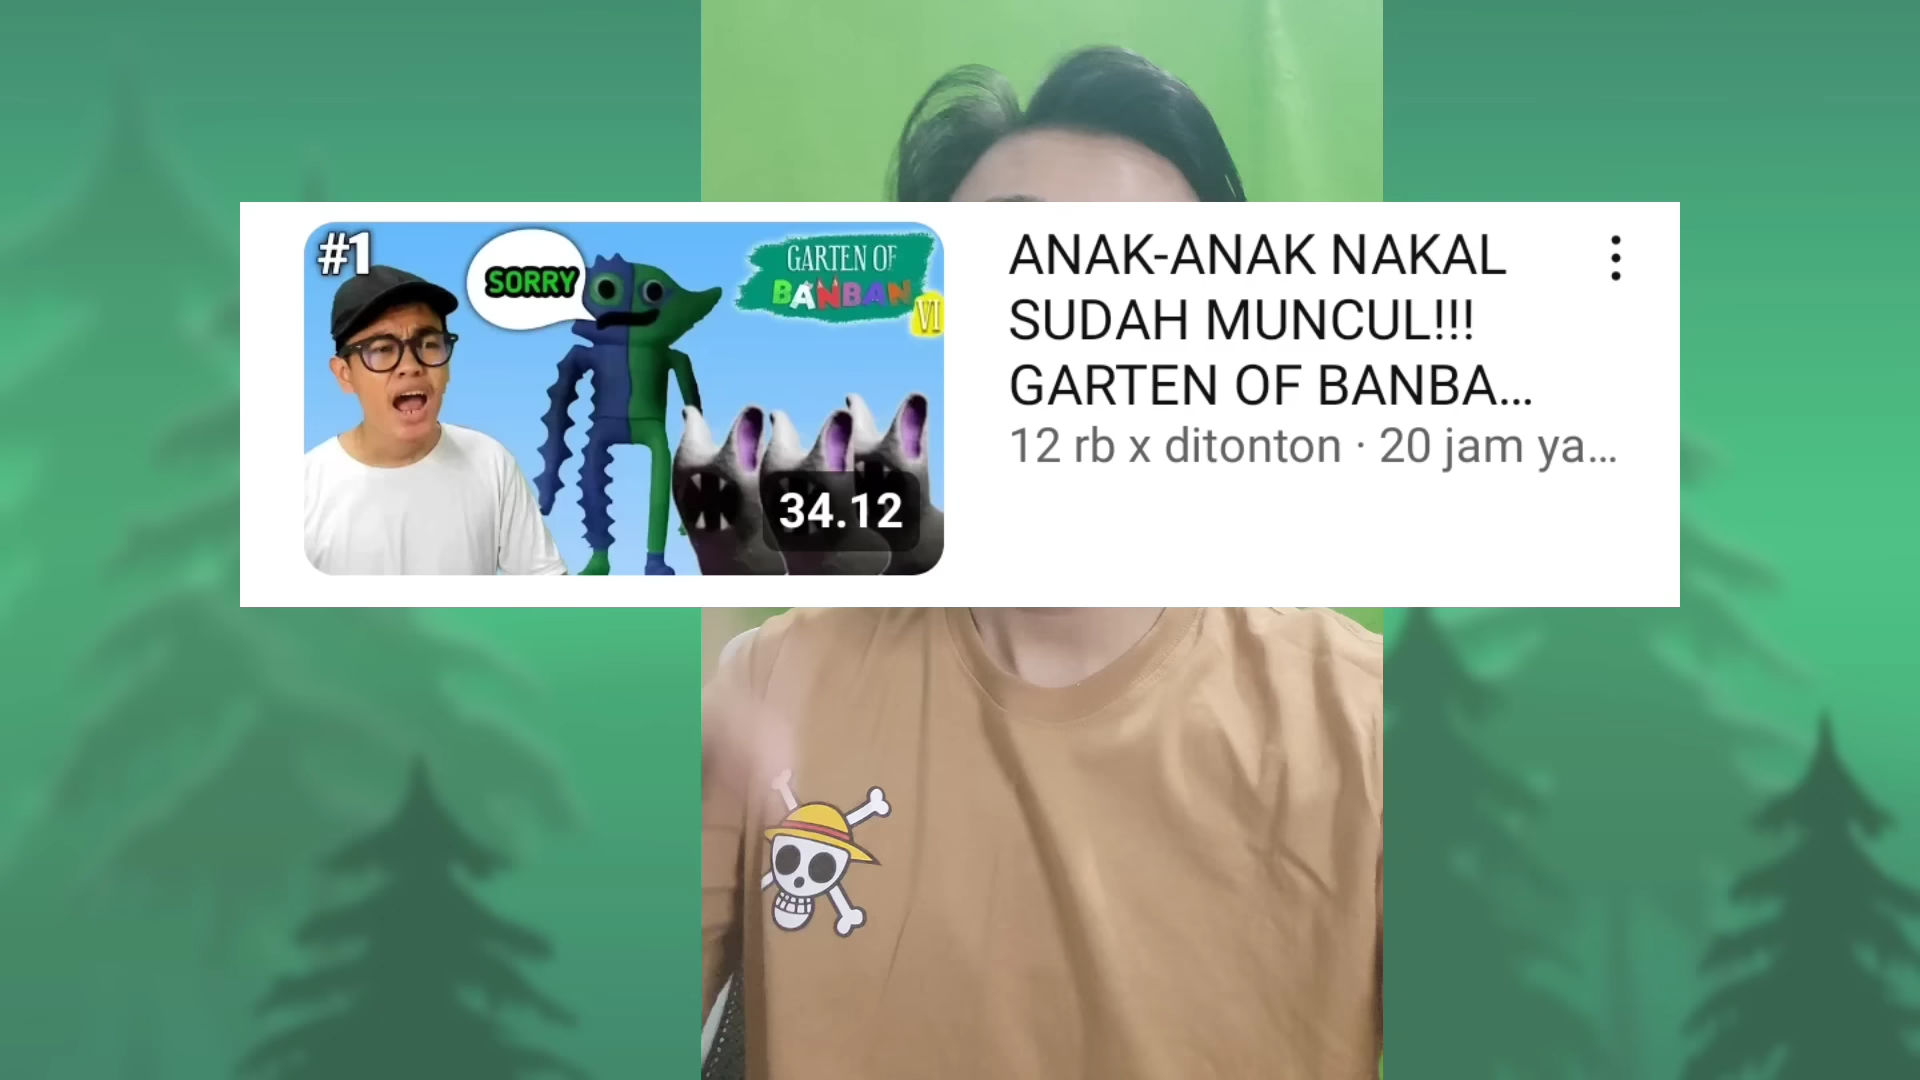 #1
SORRY
GARTEN OF
BANBAN
VI
34.12
ANAK-ANAK NAKAL
SUDAH MUNCUL!!!
GARTEN OF BANBA...
12 rb x ditonton · 20 jam ya...